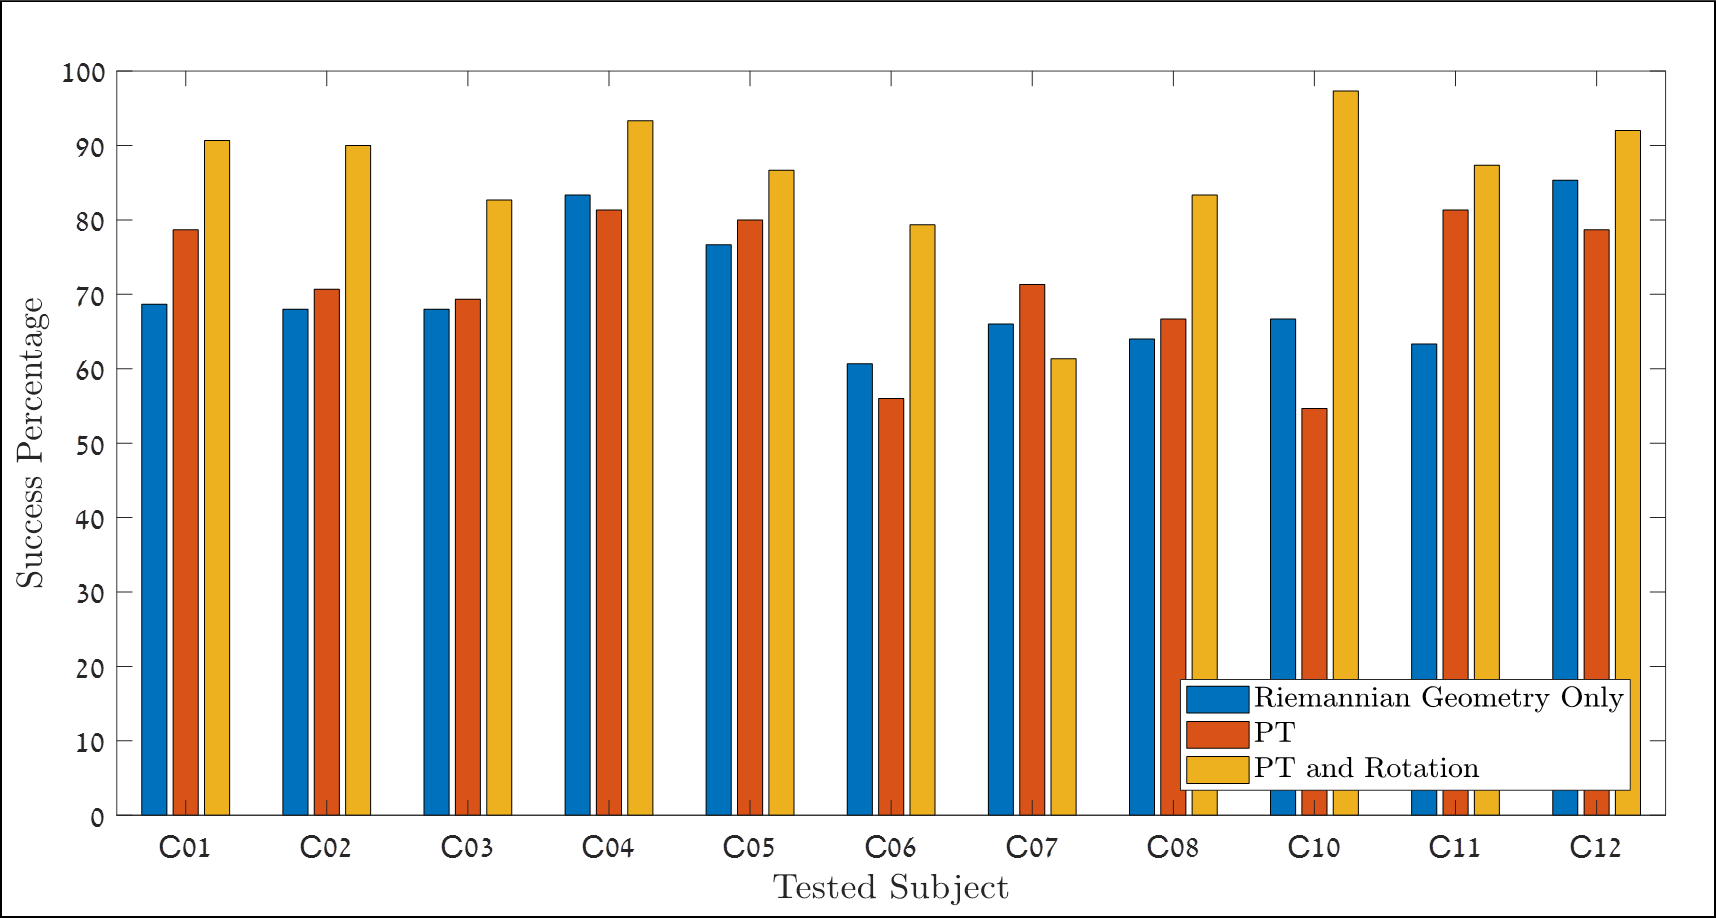 100
90
80
70
60
50
40
30
20
10
0
Success Percentage
Riemannian Geometry Only
PT
PT and Rotation
C01 C02 C03 C04 C05 C06 C07 C08 C10 C11 C12
Tested Subject